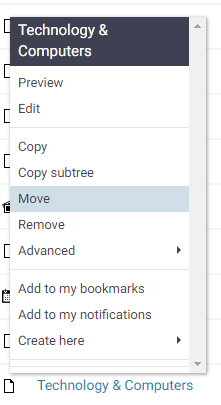 Technology &
Computers
Preview
Edit
Copy
Copy subtree
Move
Remove
Advanced
Add to my bookmarks
Add to my notifications
Create here
Technology & Computers